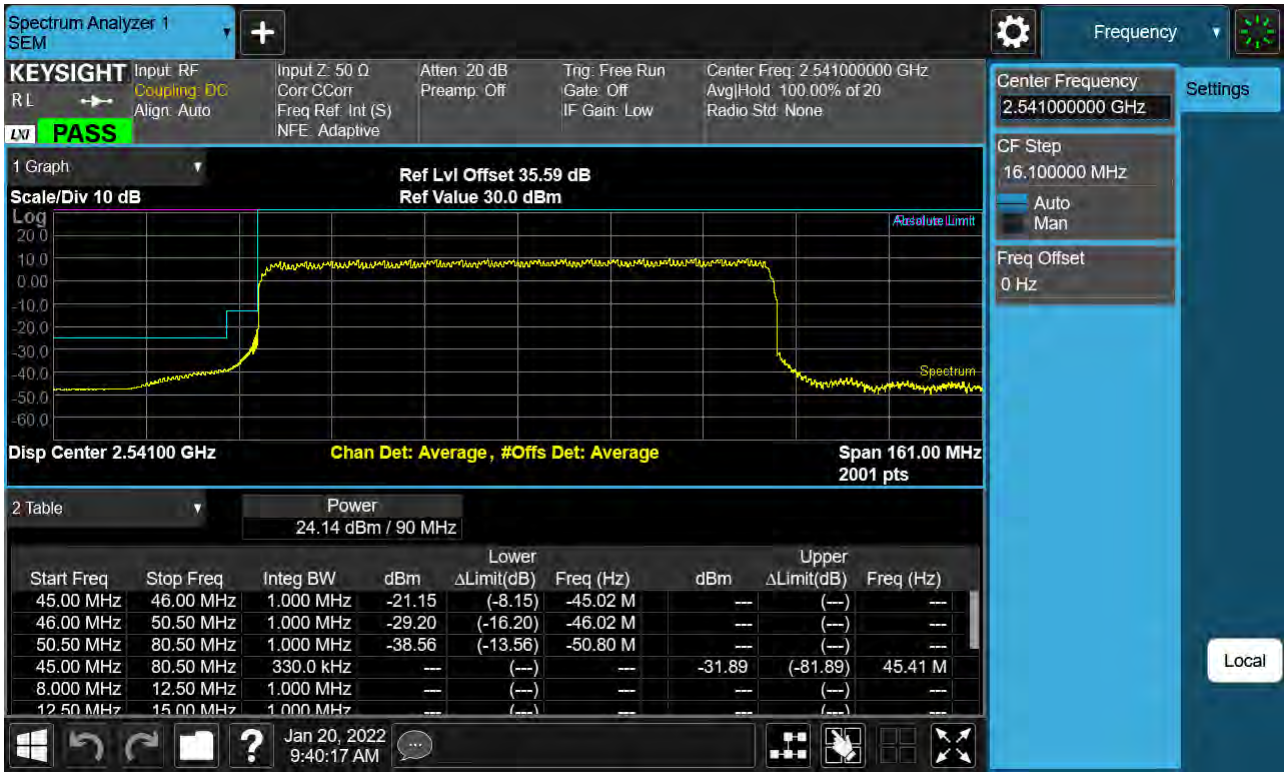 Spectrum Analyzer 1
SEM
Frequency
KEYSIGHT
RL
LXI
PASS
Input: RF
Coupling: DC
Align: Auto
Input Z: 50 Ω
Corr CCorr
Freq Ref: Int (S)
NFE: Adaptive
Atten: 20 dB
Preamp: Off
Trig: Free Run
Gate: Off
IF Gain: Low
Center Freq: 2.541000000 GHz
Avg|Hold: 100.00% of 20
Radio Std: None
Center Frequency
2.541000000 GHz
Settings
CF Step
16.100000 MHz
Auto
Man
Freq Offset
0 Hz
Local
1 Graph
Scale/Div 10 dB
Ref Lvl Offset 35.59 dB
Ref Value 30.0 dBm
Log
20.0
10.0
0.00
-10.0
-20.0
-30.0
-40.0
-50.0
-60.0
Limit
Spectrum
Disp Center 2.54100 GHz
Chan Det: Average, #Offs Det: Average
Span 161.00 MHz
2001 pts
2 Table
Power
24.14 dBm / 90 MHz
Lower Upper
Start Freq Stop Freq Integ BW dBm ΔLimit(dB) Freq (Hz) dBm ΔLimit(dB) Freq (Hz)
45.00 MHz 46.00 MHz 1.000 MHz -21.15 (-8.15) -45.02 M --- (---) ---
46.00 MHz 50.50 MHz 1.000 MHz -29.20 (-16.20) -46.02 M --- (---) ---
50.50 MHz 80.50 MHz 1.000 MHz -38.56 (-13.56) -50.80 M --- (---) ---
45.00 MHz 80.50 MHz 330.0 kHz --- (---) --- -31.89 (-81.89) 45.41 M
8.000 MHz 12.50 MHz 1.000 MHz --- (---) --- --- (---) ---
12.50 MHz 15.00 MHz 1.000 MHz --- (---) --- --- (---) ---
Jan 20, 2022
9:40:17 AM